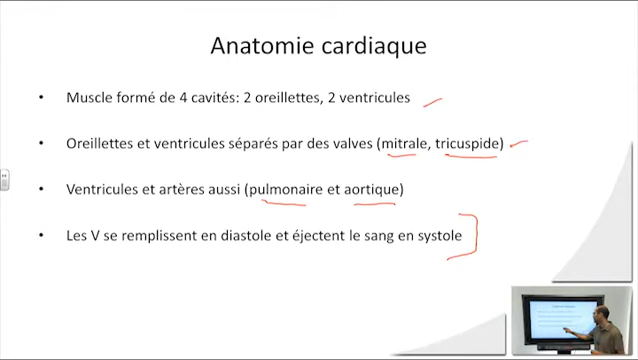 Anatomie cardiaque
• Muscle formé de 4 cavités: 2 oreillettes, 2 ventricules
• Oreillettes et ventricules séparés par des valves (mitrale, tricuspide)
• Ventricules et artères aussi (pulmonaire et aortique)
• Les V se remplissent en diastole et éjectent le sang en systole